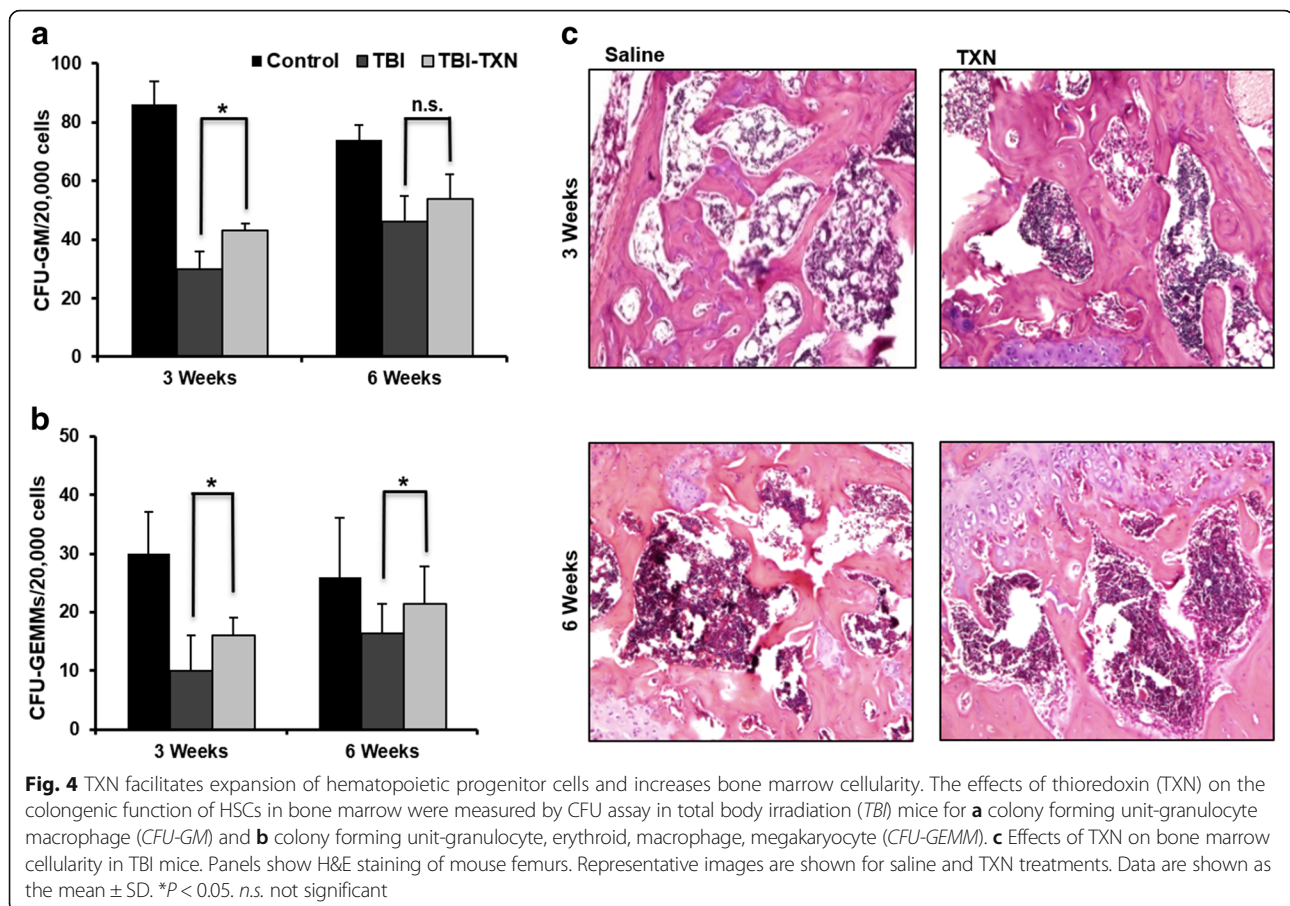 a
100
80
60
40
20
0
CFU-GM/20,000 cells
Control TBI TBI-TXN
*
n.s.
3 Weeks 6 Weeks
b
50
40
30
20
10
0
CFU-GEMMs/20,000 cells
*
*
3 Weeks 6 Weeks
c
Saline TXN
3 Weeks
6 Weeks
Fig. 4 TXN facilitates expansion of hematopoietic progenitor cells and increases bone marrow cellularity. The effects of thioredoxin (TXN) on the
colongenic function of HSCs in bone marrow were measured by CFU assay in total body irradiation (TBI) mice for a colony forming unit-granulocyte
macrophage (CFU-GM) and b colony forming unit-granulocyte, erythroid, macrophage, megakaryocyte (CFU-GEMM). c Effects of TXN on bone marrow
cellularity in TBI mice. Panels show H&E staining of mouse femurs. Representative images are shown for saline and TXN treatments. Data are shown as
the mean ± SD. *P < 0.05. n.s. not significant